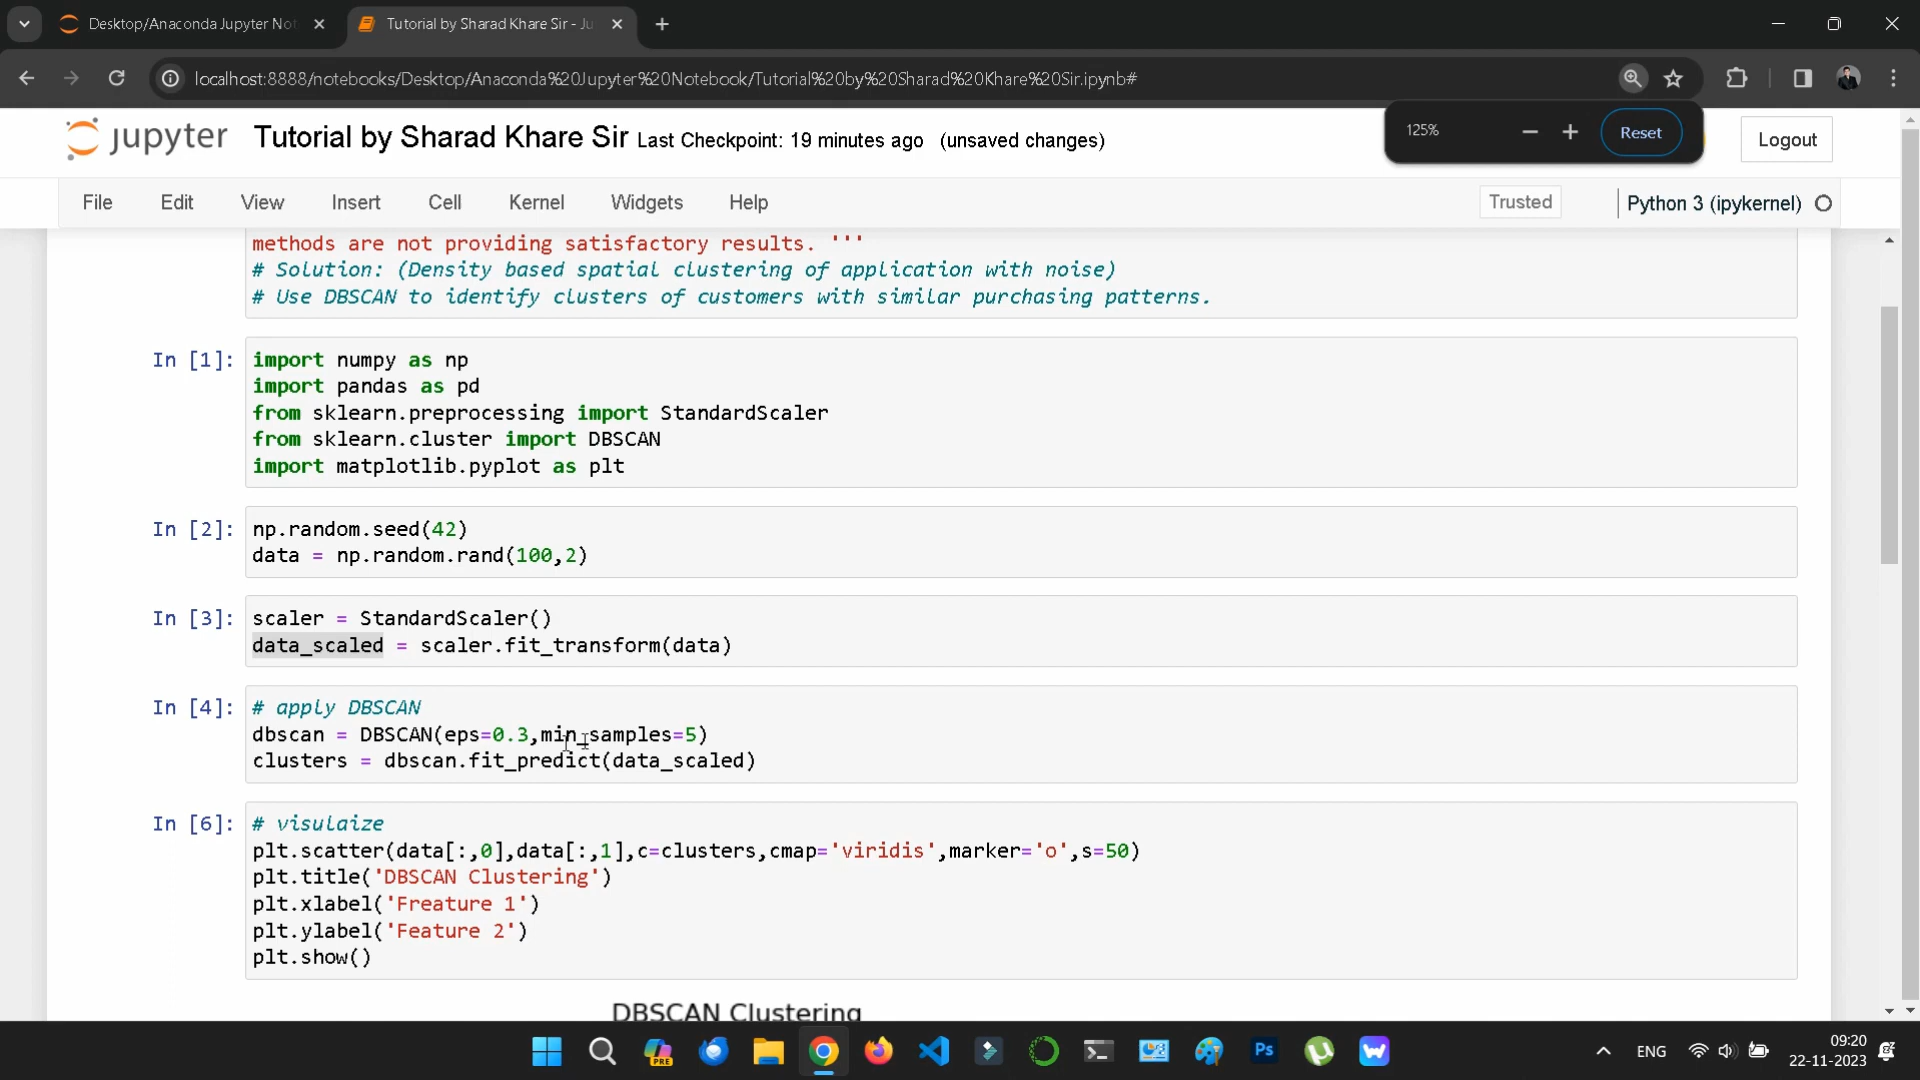 Desktop/Anaconda Jupyter No
Tutorial by Sharad Khare Sir - Ju
localhost:8888/notebooks/Desktop/Anaconda%20Jupyter%20Notebook/Tutorial%20by%20Sharad%20Khare%20Sir.ipynb#
125%
Reset
jupyter
Tutorial by Sharad Khare Sir Last Checkpoint: 19 minutes ago (unsaved changes)
Logout
File Edit View Insert Cell Kernel Widgets Help
Trusted
Python 3 (ipykernel)
methods are not providing satisfactory results. '''
# Solution: (Density based spatial clustering of application with noise)
# Use DBSCAN to identify clusters of customers with similar purchasing patterns.
In [1]:
import numpy as np
import pandas as pd
from sklearn.preprocessing import StandardScaler
from sklearn.cluster import DBSCAN
import matplotlib.pyplot as plt
In [2]:
np.random.seed(42)
data = np.random.rand(100,2)
In [3]:
scaler = StandardScaler()
data_scaled = scaler.fit_transform(data)
In [4]:
# apply DBSCAN
dbscan = DBSCAN(eps=0.3,min_samples=5)
clusters = dbscan.fit_predict(data_scaled)
In [6]:
# visulaize
plt.scatter(data[:,0],data[:,1],c=clusters,cmap='viridis',marker='o',s=50)
plt.title('DBSCAN Clustering')
plt.xlabel('Freature 1')
plt.ylabel('Feature 2')
plt.show()
DBSCAN Clustering
PRE
Ps
ENG
09:20
22-11-2023